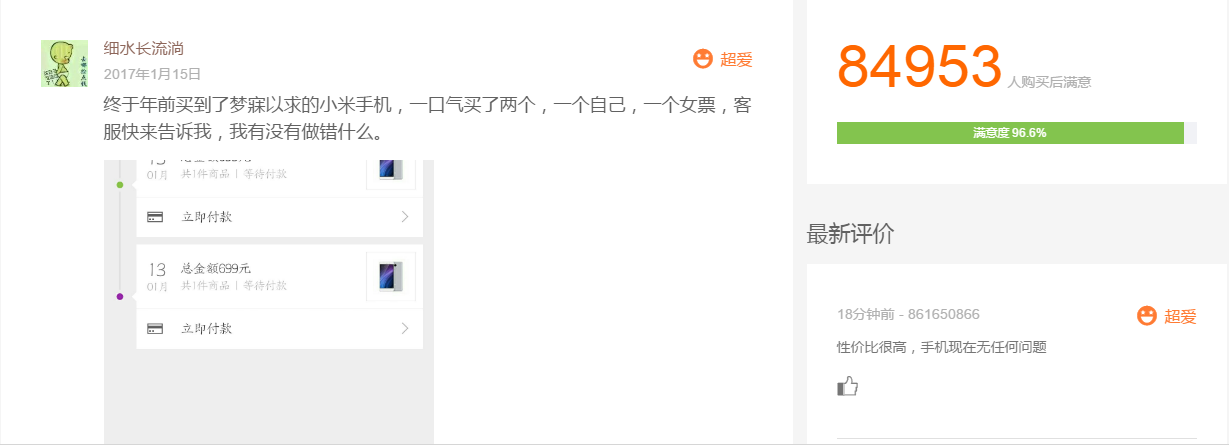 细水长流淌
2017年1月15日
超爱
终于年前买到了梦寐以求的小米手机，一口气买了两个，一个自己，一个女票，客
服快来告诉我，我有没有做错什么。
01月
共1件商品 | 等待付款
立即付款
13
总金额699元
01月
共1件商品 | 等待付款
立即付款
84953 人购买后满意
满意度 96.6%
最新评价
18分钟前 - 861650866
超爱
性价比很高，手机现在无任何问题